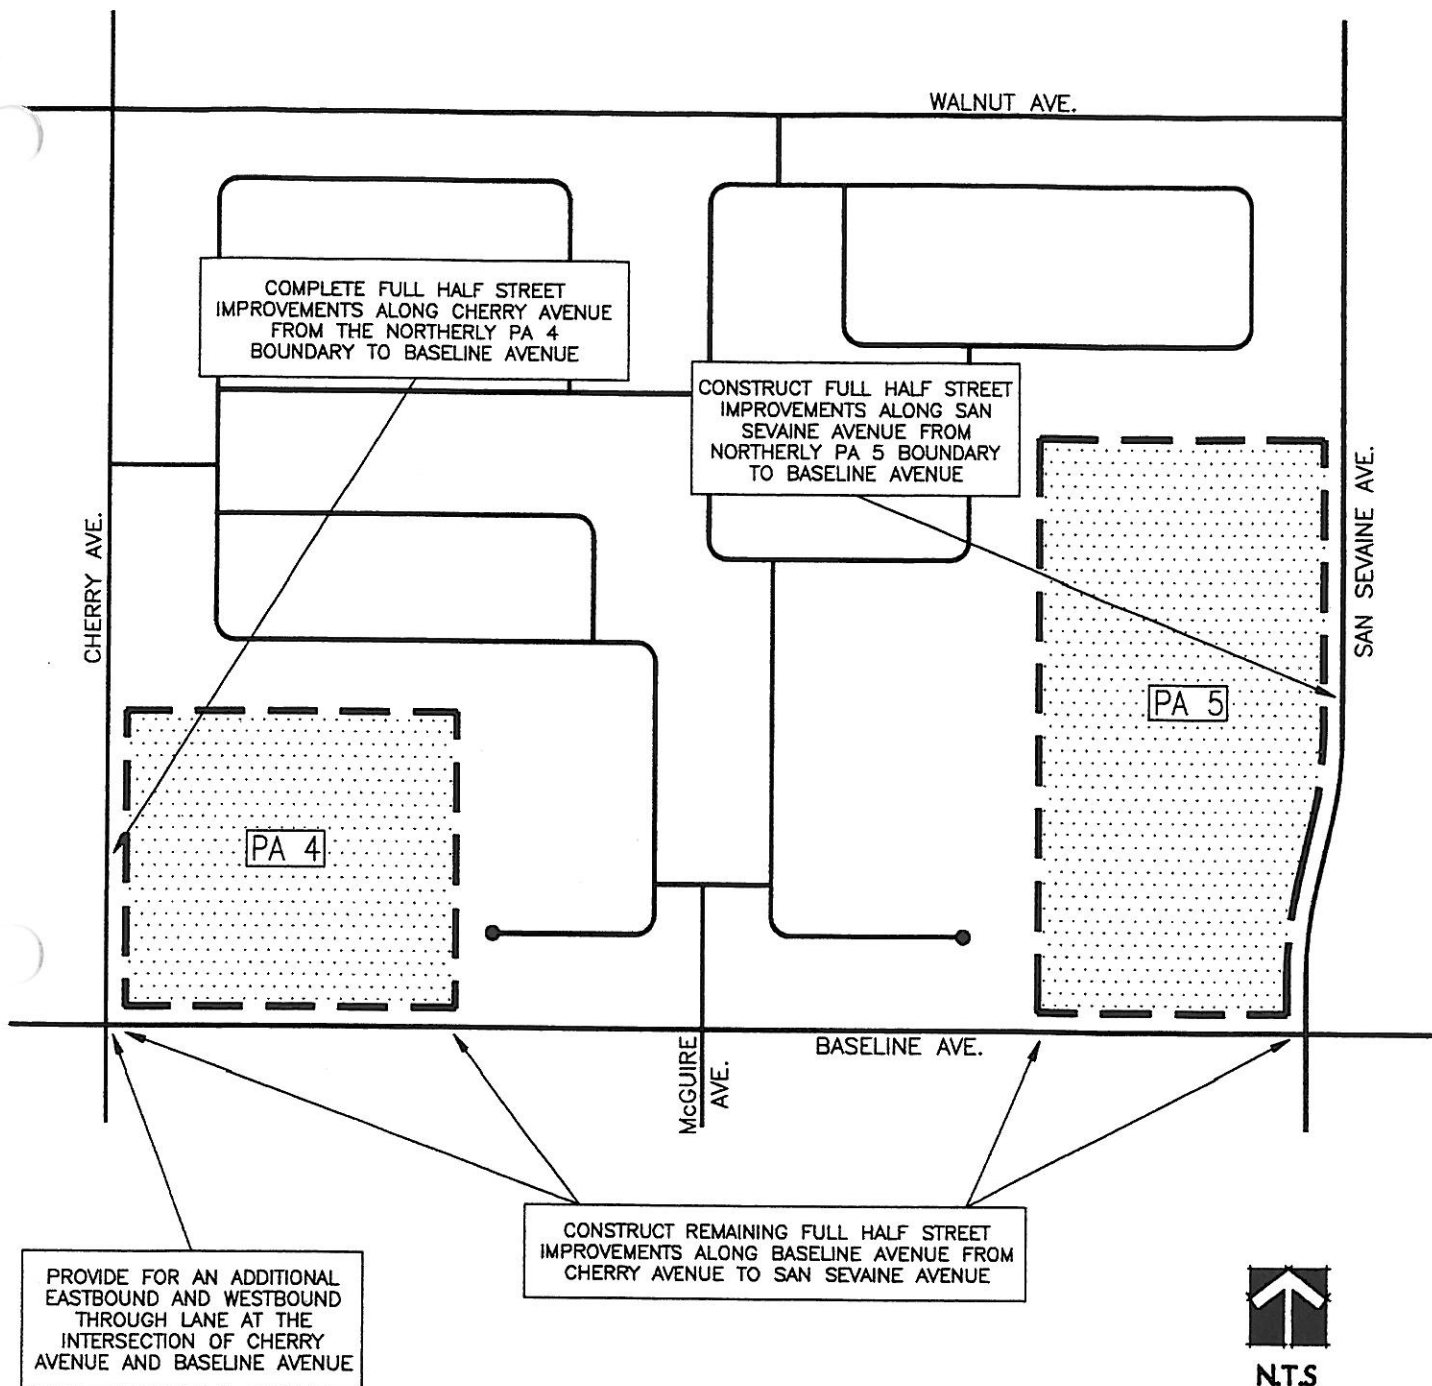 WALNUT AVE.
COMPLETE FULL HALF STREET
IMPROVEMENTS ALONG CHERRY AVENUE
FROM THE NORTHERLY PA 4
BOUNDARY TO BASELINE AVENUE
CONSTRUCT FULL HALF STREET
IMPROVEMENTS ALONG SAN
SEVAINE AVENUE FROM
NORTHERLY PA 5 BOUNDARY
TO BASELINE AVENUE
CHERRY AVE.
SAN SEVAINE AVE.
PA 5
PA 4
BASELINE AVE.
McGUIRE
AVE.
CONSTRUCT REMAINING FULL HALF STREET
IMPROVEMENTS ALONG BASELINE AVENUE FROM
CHERRY AVENUE TO SAN SEVAINE AVENUE
PROVIDE FOR AN ADDITIONAL
EASTBOUND AND WESTBOUND
THROUGH LANE AT THE
INTERSECTION OF CHERRY
AVENUE AND BASELINE AVENUE
N.T.S